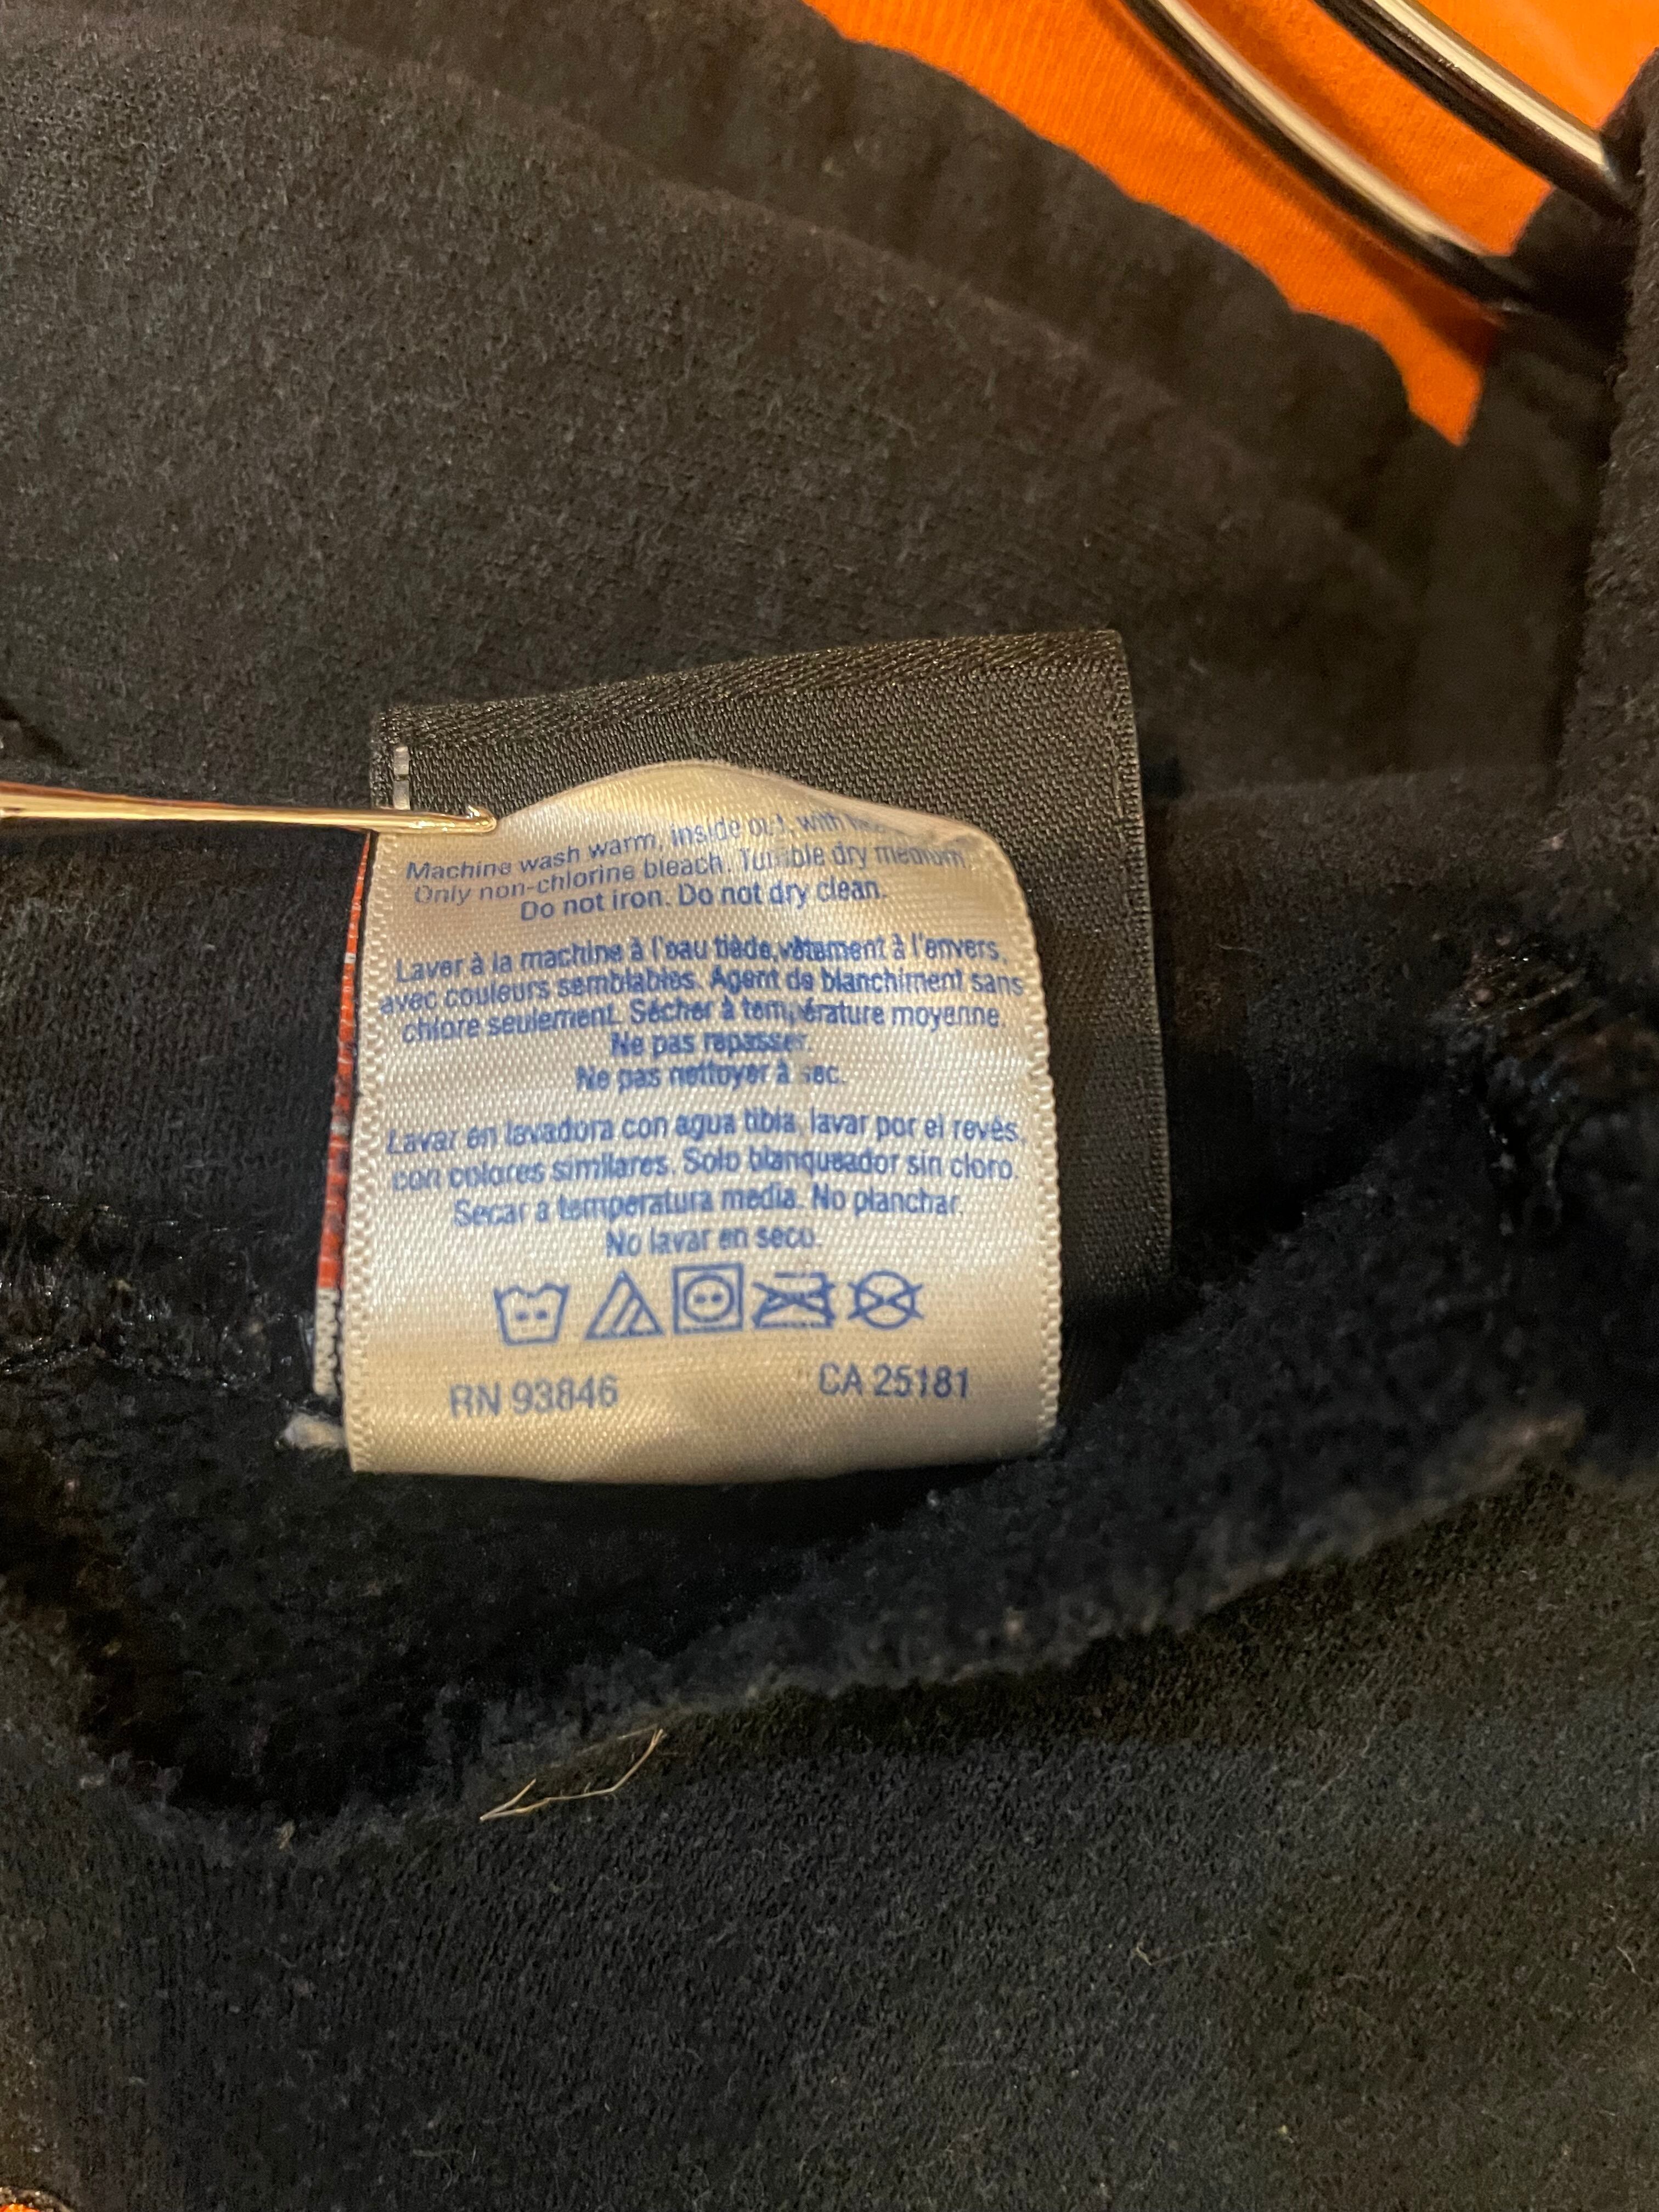 Machine wash warm, inside out, with
Only non-chlorine bleach. Tumble dry medium.
Do not iron. Do not dry clean.
Laver à la machine à l'eau tiède, vêtement à l'envers,
avec couleurs semblables. Agent de blanchiment sans
chlore seulement. Sécher à température moyenne.
Ne pas repasser.
Ne pas nettoyer à sec.
Lavar en lavadora con agua tibia, lavar por el revés,
con colores similares. Solo blanqueador sin cloro.
Secar a temperatura media. No planchar.
No lavar en seco.
RN 93846 CA 25181